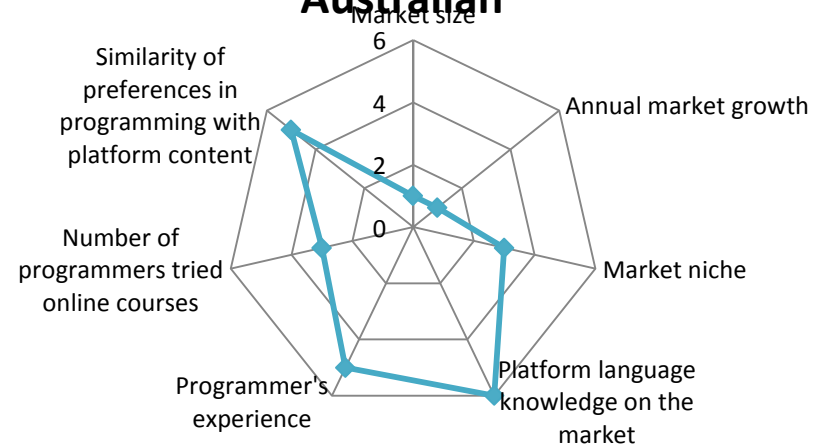 Australian
Market size
6
4
2
0
Annual market growth
Market niche
Platform language
knowledge on the
market
Programmer's
experience
Number of
programmers tried
online courses
Similarity of
preferences in
programming with
platform content